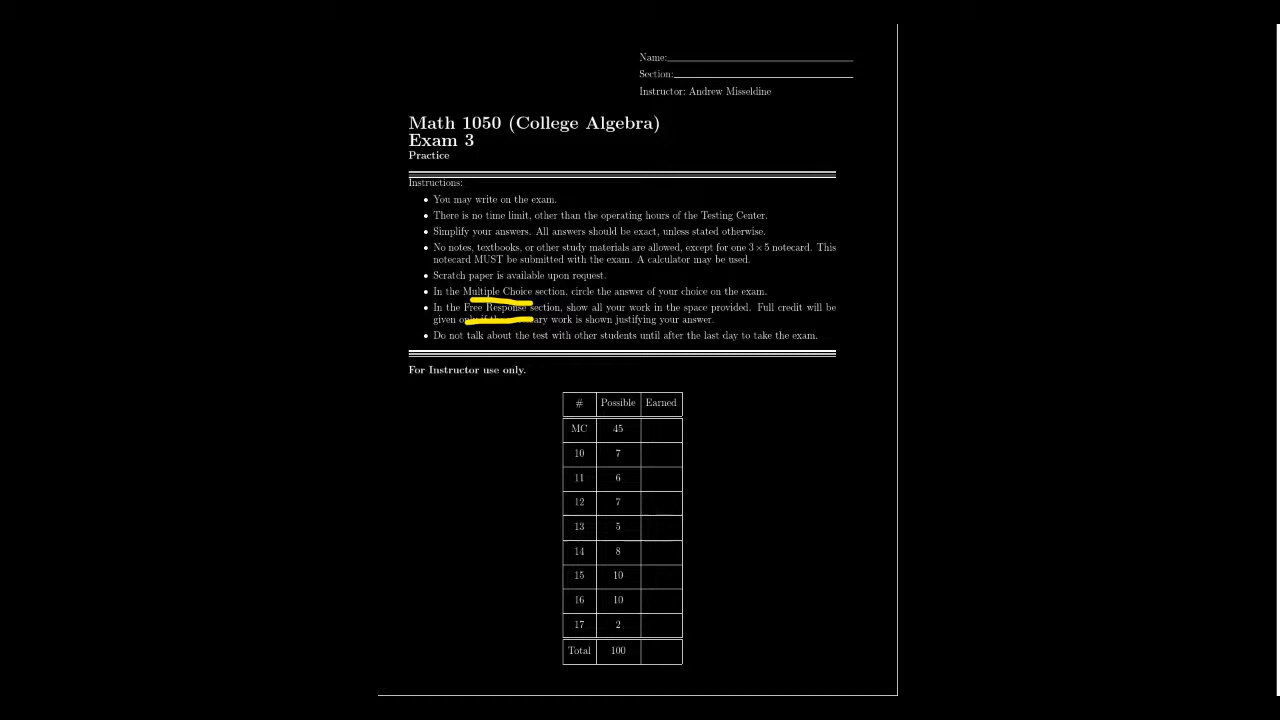 Name:
Section:
Instructor: Andrew Misseldine
Math 1050 (College Algebra)
Exam 3
Practice
Instructions:
• You may write on the exam.
• There is no time limit, other than the operating hours of the Testing Center.
• Simplify your answers. All answers should be exact, unless stated otherwise.
• No notes, textbooks, or other study materials are allowed, except for one 3 × 5 notecard. This
notecard MUST be submitted with the exam. A calculator may be used.
• Scratch paper is available upon request.
• In the Multiple Choice section, circle the answer of your choice on the exam.
• In the Free Response section, show all your work in the space provided. Full credit will be
given only if the necessary work is shown justifying your answer.
• Do not talk about the test with other students until after the last day to take the exam.
For Instructor use only.
# Possible Earned
MC 45
10 7
11 6
12 7
13 5
14 8
15 10
16 10
17 2
Total 100